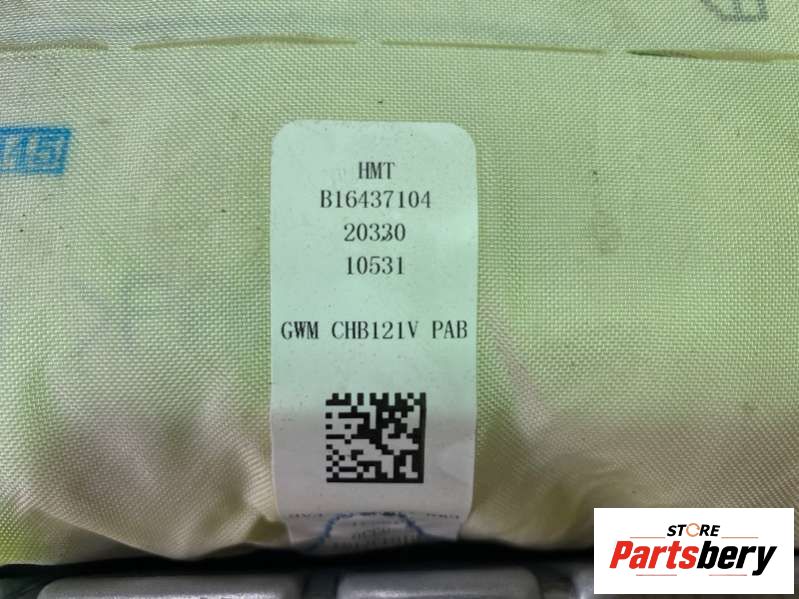 HMT
B16437104
20330
10531
GWM CHB121V PAB
STORE
Partsbery